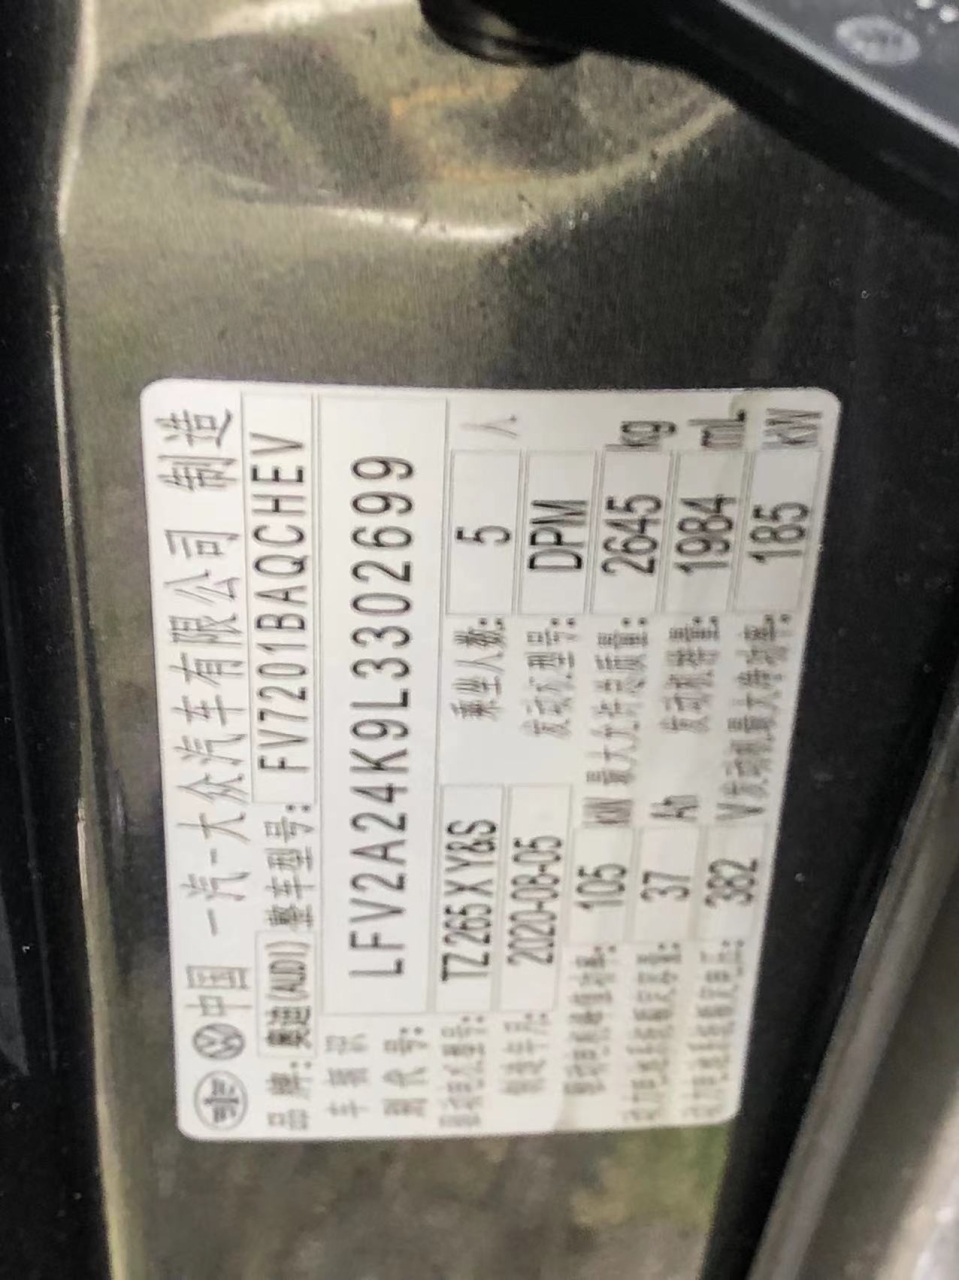 中国 一汽-大众汽车有限公司 制造
品牌: 奥迪(AUDI) 整车型号: FV7201BAQCHEV
车辆识别代号: LFV2A24K9L3302699
驱动电机型号: TZ265XY&S 乘坐人数: 5 人
制造年月: 2020-08-05 发动机型号: DPM
驱动电机峰值功率: 105 kW 最大允许总质量: 2645 kg
动力电池系统额定容量: 37 Ah 发动机排量: 1984 mL
动力电池系统额定电压: 382 V 发动机最大净功率: 185 kW